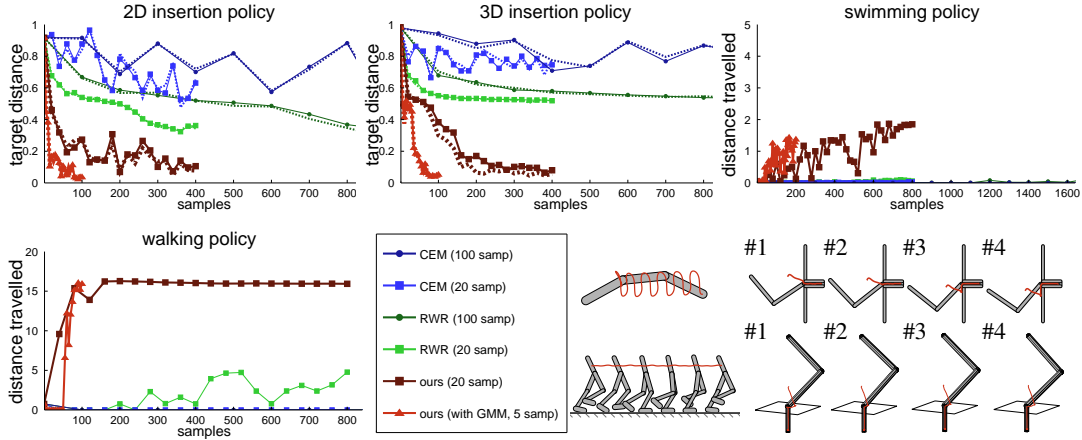 2D insertion policy
target distance
1
0.8
0.6
0.4
0.2
0
100 200 300 400 500 600 700 800
samples
3D insertion policy
target distance
1
0.8
0.6
0.4
0.2
0
100 200 300 400 500 600 700 800
samples
swimming policy
distance travelled
5
4
3
2
1
0
200 400 600 800 1000 1200 1400 1600
samples
walking policy
distance travelled
20
15
10
5
0
100 200 300 400 500 600 700 800
samples
CEM (100 samp)
CEM (20 samp)
RWR (100 samp)
RWR (20 samp)
ours (20 samp)
ours (with GMM, 5 samp)
#1 #2 #3 #4
#1 #2 #3 #4